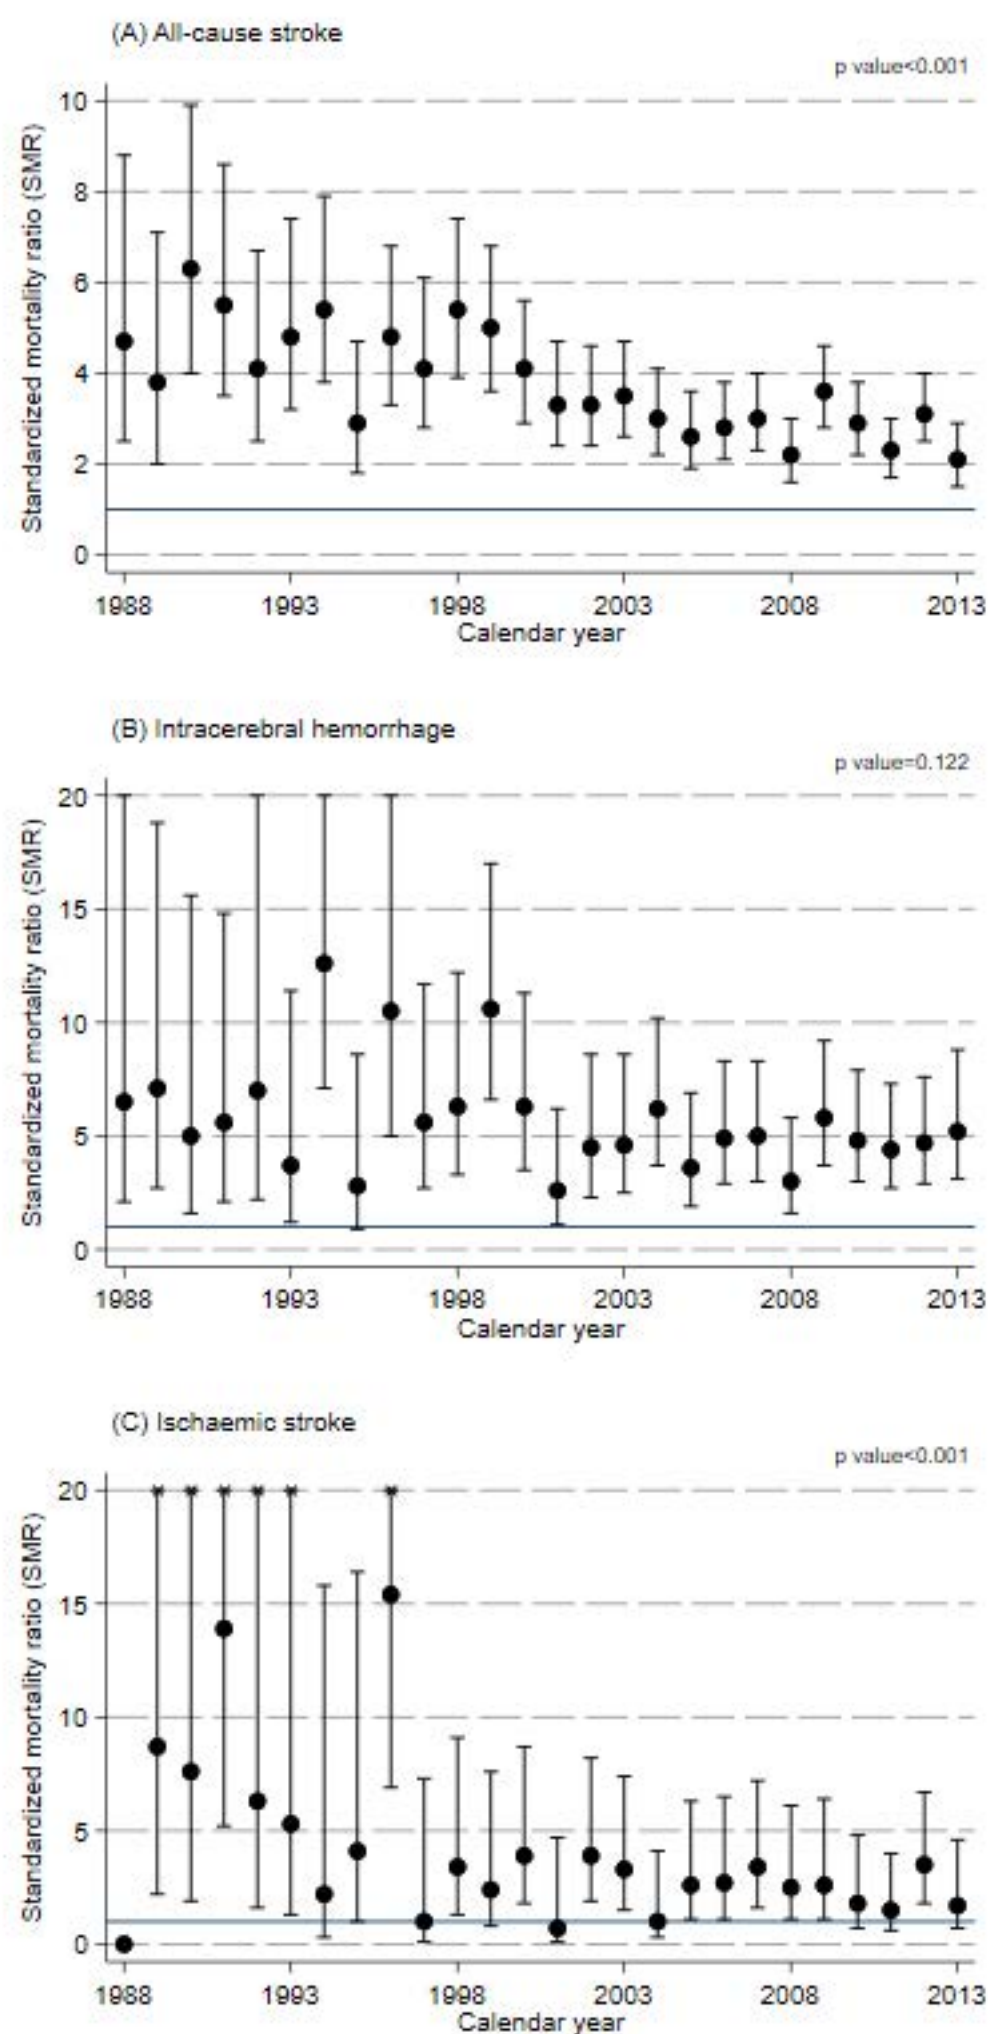 (A) All-cause stroke
p value<0.001
Standardized mortality ratio (SMR)
10
8
6
4
2
0
1988 1993 1998 2003 2008 2013
Calendar year
(B) Intracerebral hemorrhage
p value=0.122
Standardized mortality ratio (SMR)
20
15
10
5
0
1988 1993 1998 2003 2008 2013
Calendar year
(C) Ischaemic stroke
p value<0.001
Standardized mortality ratio (SMR)
20
15
10
5
0
1988 1993 1998 2003 2008 2013
Calendar year